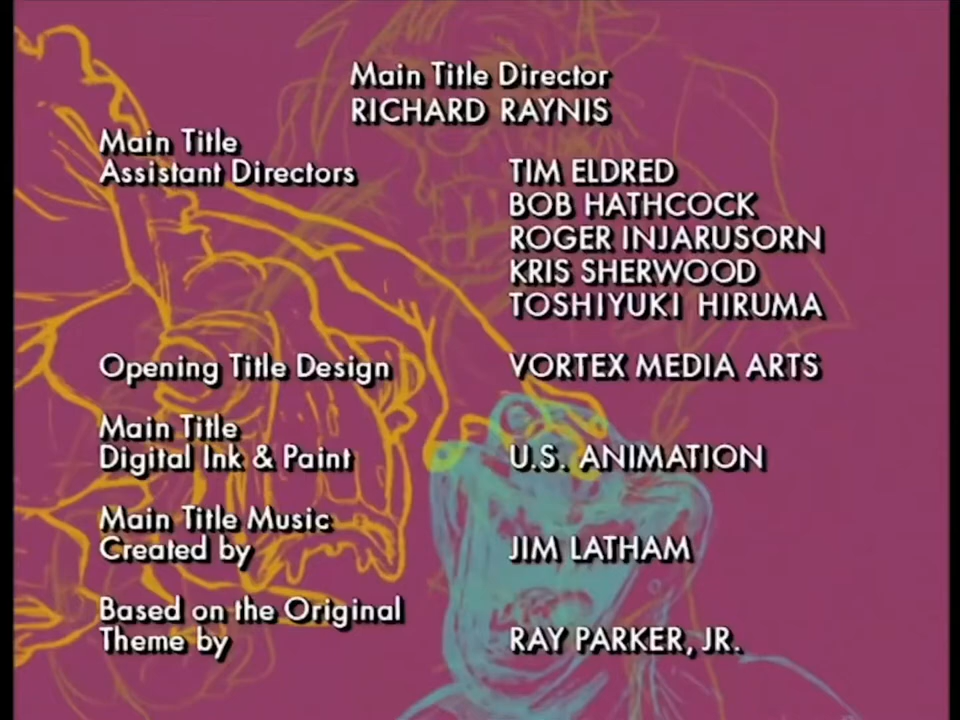 Main Title Director
RICHARD RAYNIS
Main Title
Assistant Directors
TIM ELDRED
BOB HATHCOCK
ROGER INJARUSORN
KRIS SHERWOOD
TOSHIYUKI HIRUMA
Opening Title Design
VORTEX MEDIA ARTS
Main Title
Digital Ink & Paint
U.S. ANIMATION
Main Title Music
Created by
JIM LATHAM
Based on the Original
Theme by
RAY PARKER, JR.